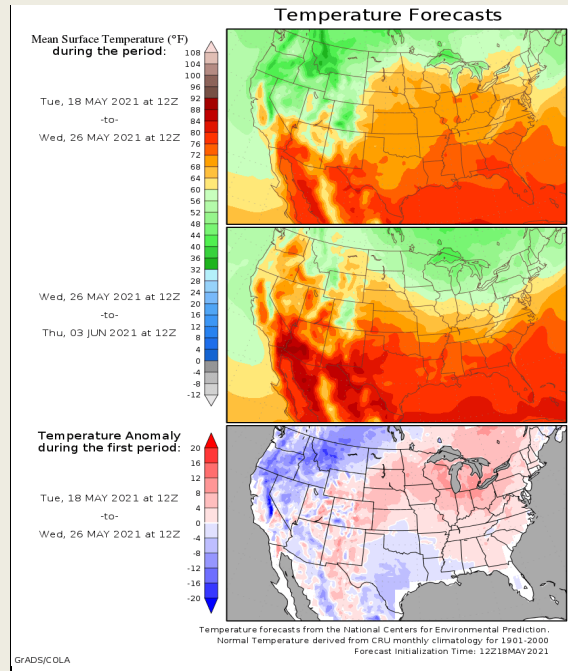 Temperature Forecasts
Mean Surface Temperature (°F)
during the period:
108
104
100
96
92
88
84
80
76
72
68
64
60
56
52
48
44
40
36
32
28
24
20
16
12
8
4
0
-4
-8
-12
Tue, 18 MAY 2021 at 12Z
-to-
Wed, 26 MAY 2021 at 12Z
Wed, 26 MAY 2021 at 12Z
-to-
Thu, 03 JUN 2021 at 12Z
Temperature Anomaly
during the first period:
20
16
12
8
4
0
-4
-8
-12
-16
-20
Tue, 18 MAY 2021 at 12Z
-to-
Wed, 26 MAY 2021 at 12Z
Temperature forecasts from the National Centers for Environmental Prediction.
Normal Temperature derived from CRU monthly climatology for 1901-2000
Forecast Initialization Time: 12Z18MAY2021
GrADS/COLA